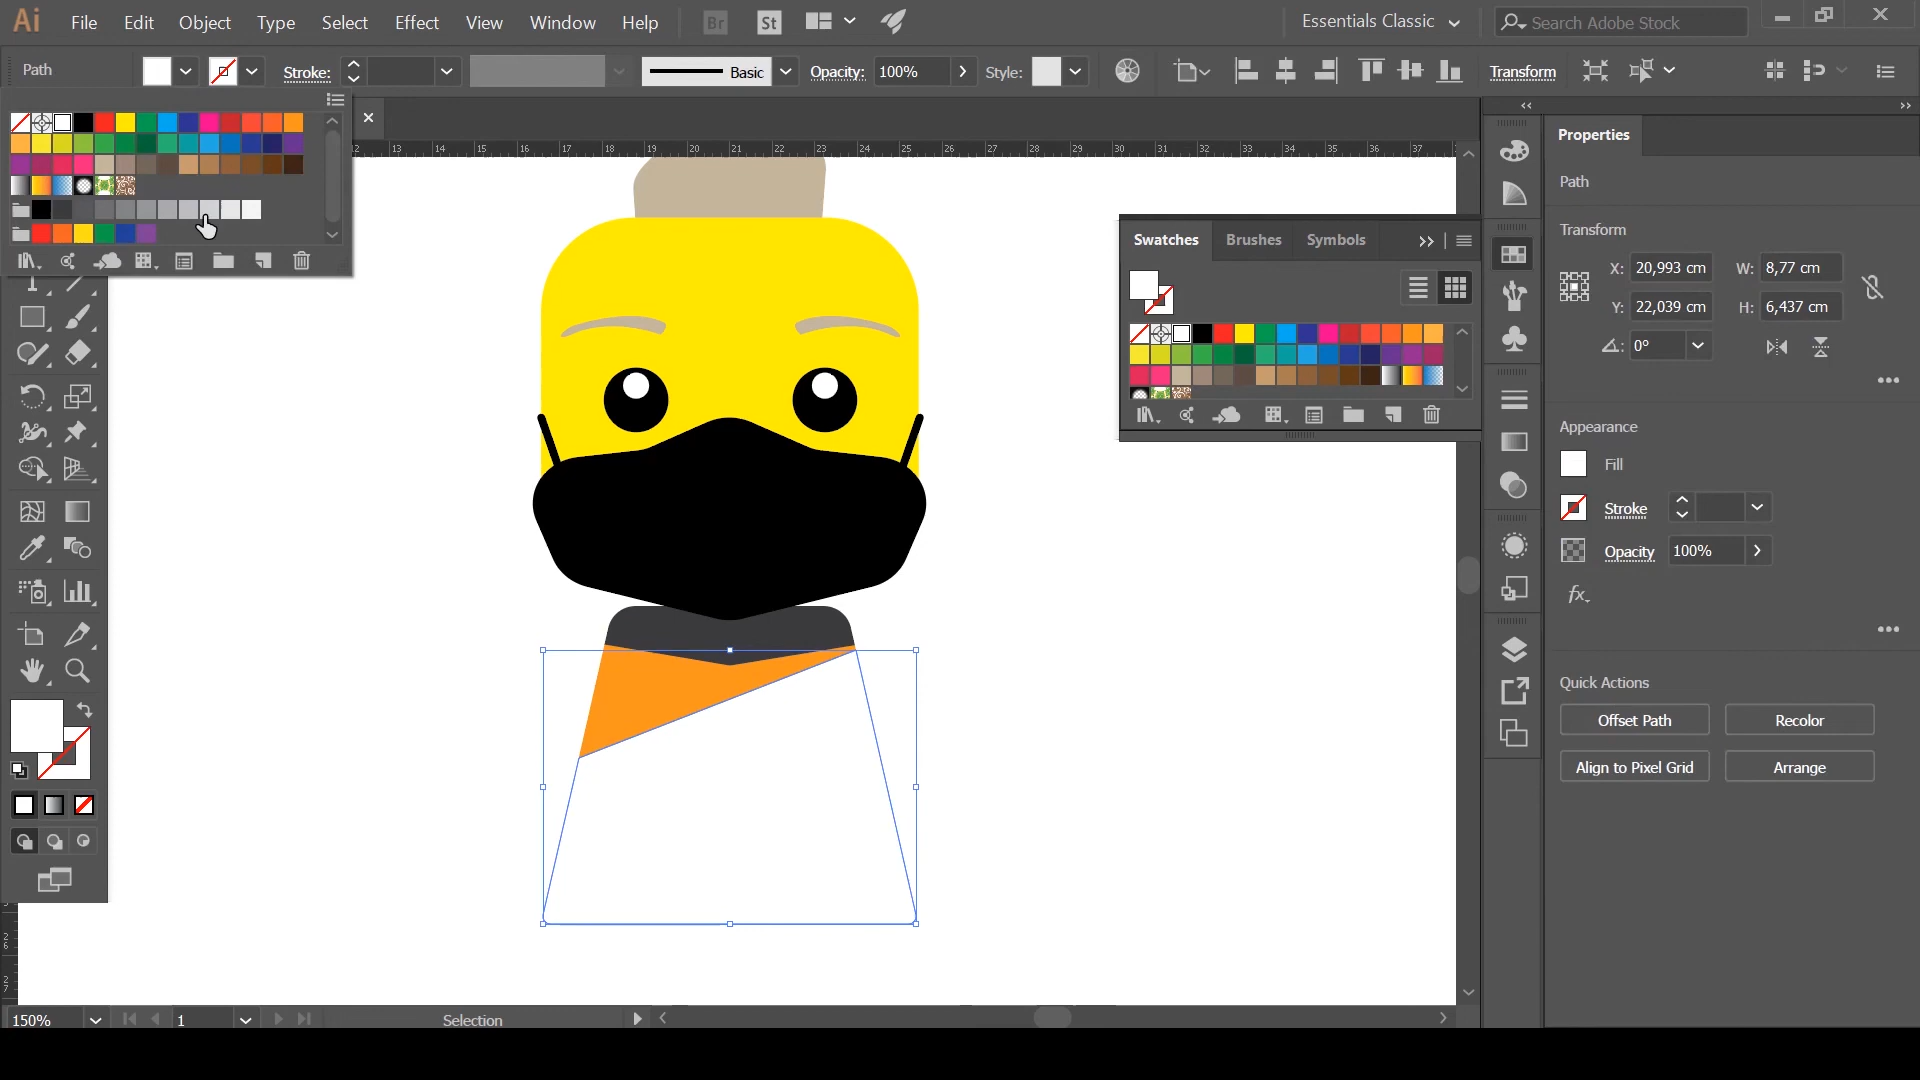 Ai File Edit Object Type Select Effect View Window Help Br St Essentials Classic Search Adobe Stock
Path Stroke: Basic Opacity: 100% Style: Transform
12 13 14 15 16 17 18 19 20 21 22 23 24 25 26 27 28 29 30 31 32 33 34 35 36 37
Properties
Path
Transform
X: 20,993 cm W: 8,77 cm
Y: 22,039 cm H: 6,437 cm
0°
Swatches Brushes Symbols
Appearance
Fill
Stroke
Opacity 100%
fx
Quick Actions
Offset Path Recolor
Align to Pixel Grid Arrange
26
27
150% 1 Selection